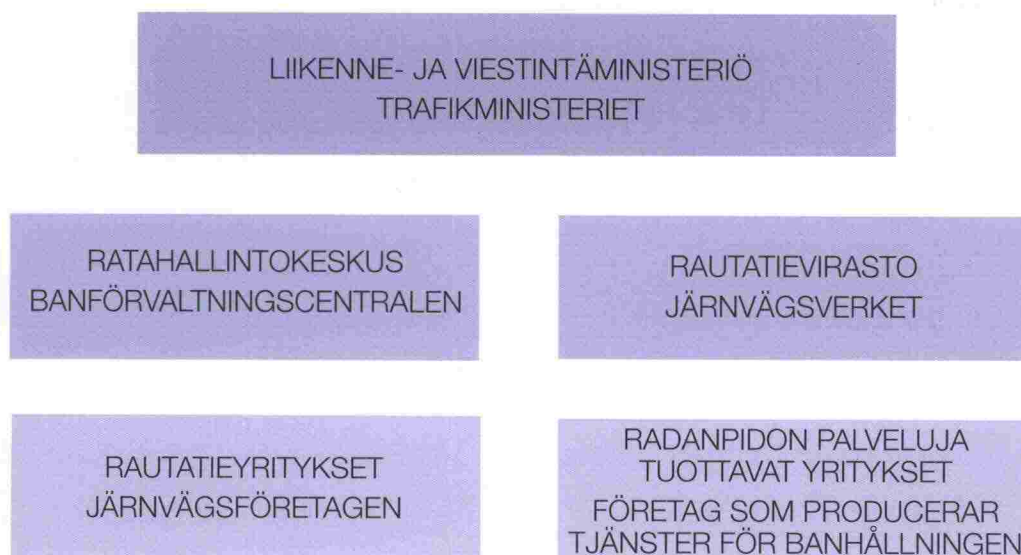 LIIKENNE- JA VIESTINTÄMINISTERIÖ
TRAFIKMINISTERIET
RATAHALLINTOKESKUS
BANFÖRVALTNINGSCENTRALEN
RAUTATIEVIRASTO
JÄRNVÄGSVERKET
RAUTATIEYRITYKSET
JÄRNVÄGSFÖRETAGEN
RADANPIDON PALVELUJA
TUOTTAVAT YRITYKSET
FÖRETAG SOM PRODUCERAR
TJÄNSTER FÖR BANHÅLLNINGEN